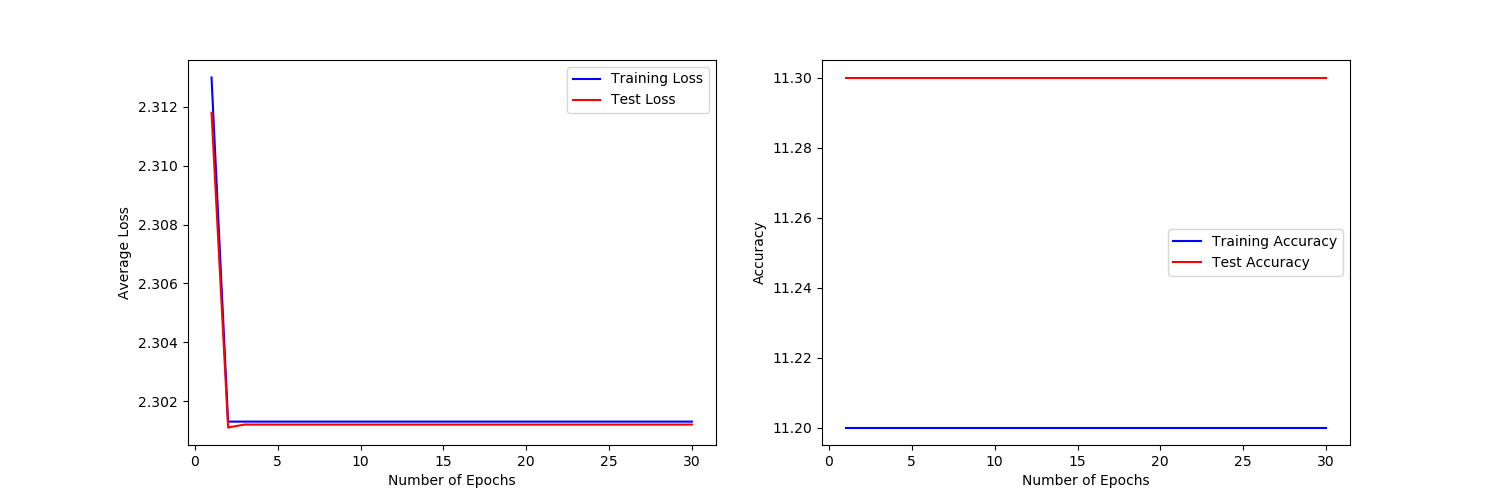 Training Loss
Test Loss
2.312
2.310
2.308
2.306
2.304
2.302
Average Loss
0 5 10 15 20 25 30
Number of Epochs
11.30
11.28
11.26
11.24
11.22
11.20
Accuracy
Training Accuracy
Test Accuracy
0 5 10 15 20 25 30
Number of Epochs